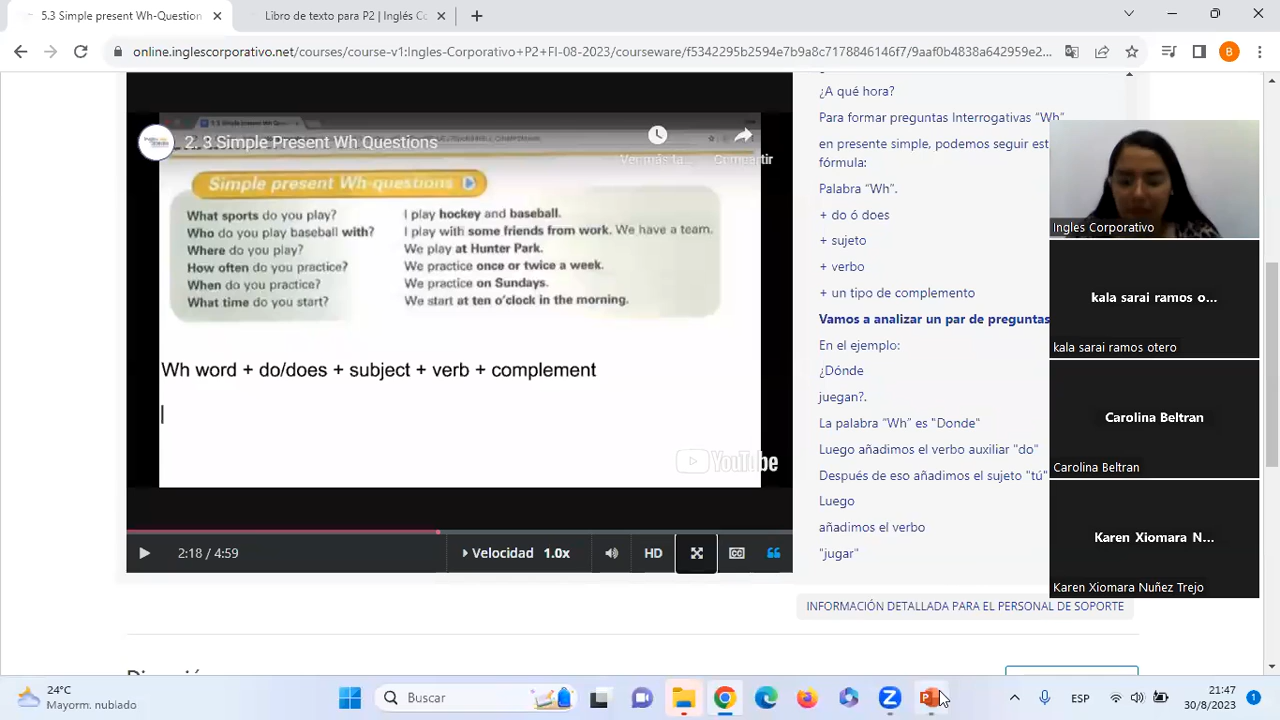 5.3 Simple present Wh-Question
Libro de texto para P2 | Inglés Co
online.inglescorporativo.net/courses/course-v1:Ingles-Corporativo+P2+FI-08-2023/courseware/f5342295b2594e7b9a8c7178846146f7/9aaf0b4838a642959e2...
B
2. 3 Simple Present Wh Questions
Ver más ta...
Compartir
Simple present Wh-questions
What sports do you play? I play hockey and baseball.
Who do you play baseball with? I play with some friends from work. We have a team.
Where do you play? We play at Hunter Park.
How often do you practice? We practice once or twice a week.
When do you practice? We practice on Sundays.
What time do you start? We start at ten o'clock in the morning.
Wh word + do/does + subject + verb + complement
YouTube
2:18 / 4:59
Velocidad 1.0x
HD
¿A qué hora?
Para formar preguntas Interrogativas "Wh"
en presente simple, podemos seguir est
fórmula:
Palabra "Wh".
+ do ó does
+ sujeto
+ verbo
+ un tipo de complemento
Vamos a analizar un par de preguntas
En el ejemplo:
¿Dónde
juegan?.
La palabra "Wh" es "Donde"
Luego añadimos el verbo auxiliar "do"
Después de eso añadimos el sujeto "tú"
Luego
añadimos el verbo
"jugar"
Ingles Corporativo
kala sarai ramos o...
kala sarai ramos otero
Carolina Beltran
Carolina Beltran
Karen Xiomara N...
Karen Xiomara Nuñez Trejo
INFORMACIÓN DETALLADA PARA EL PERSONAL DE SOPORTE
24°C
Mayorm. nublado
Buscar
ESP
21:47
30/8/2023
1